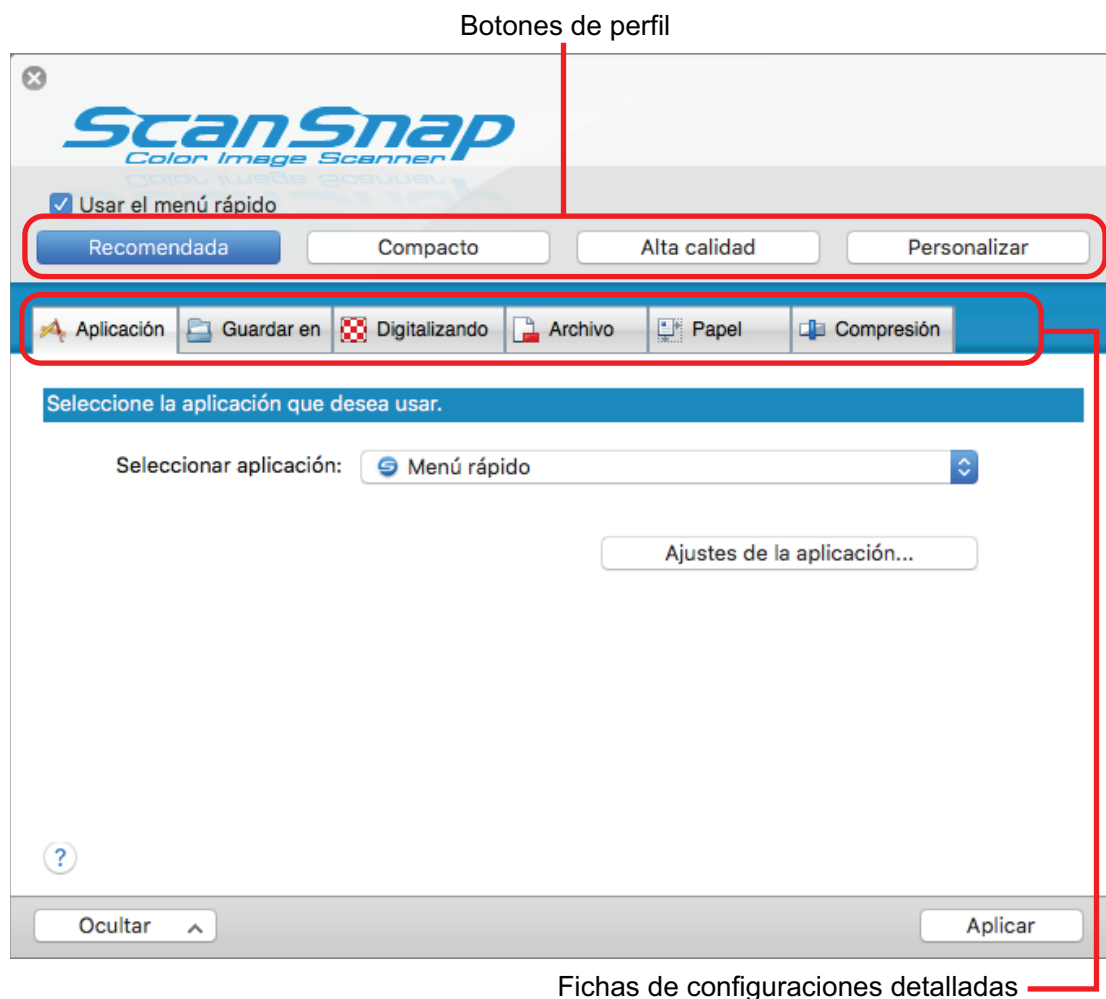 Botones de perfil
ScanSnap
Color Image Scanner
Usar el menú rápido
Recomendada Compacto Alta calidad Personalizar
Aplicación Guardar en Digitalizando Archivo Papel Compresión
Seleccione la aplicación que desea usar.
Seleccionar aplicación: Menú rápido
Ajustes de la aplicación...
?
Ocultar Aplicar
Fichas de configuraciones detalladas